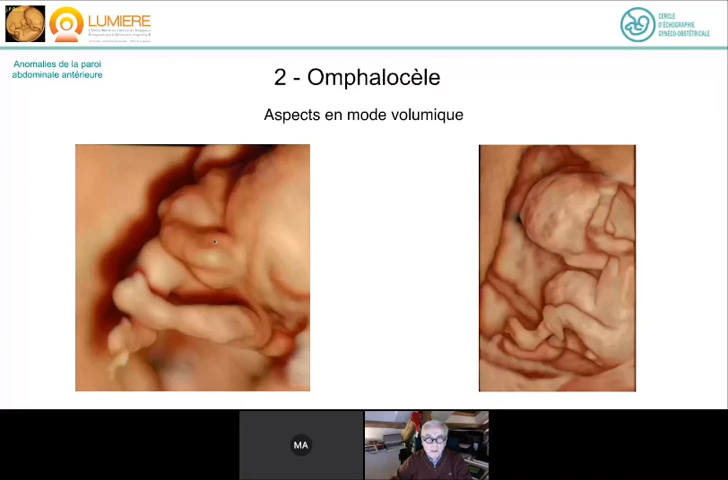 LUMIERE
CERCLE
D'ÉCHOGRAPHIE
GYNÉCO-OBSTÉTRICALE
Anomalies de la paroi
abdominale antérieure
2 - Omphalocèle
Aspects en mode volumique
MA